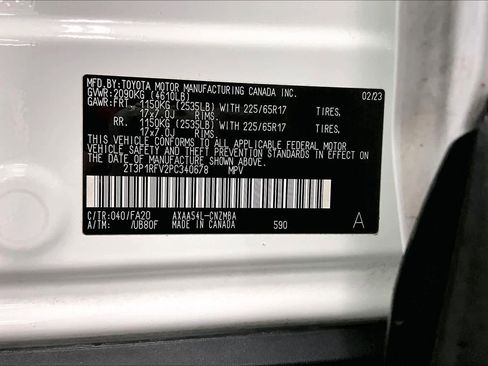 MFD.BY:TOYOTA MOTOR MANUFACTURING CANADA INC.
GVWR:2090KG (4610LB) 02/23
GAWR:FRT. 1150KG (2535LB) WITH 225/65R17 TIRES,
17x7.0J RIMS,
RR. 1150KG (2535LB) WITH 225/65R17 TIRES,
17x7.0J RIMS,
THIS VEHICLE CONFORMS TO ALL APPLICABLE FEDERAL MOTOR
VEHICLE SAFETY AND THEFT PREVENTION STANDARDS IN EFFECT ON
THE DATE OF MANUFACTURE SHOWN ABOVE.
2T3P1RFV2PC340678 MPV
C/TR:040/FA20 AXAA54L-CNZMBA
A/TM: /UB80F MADE IN CANADA 590 A